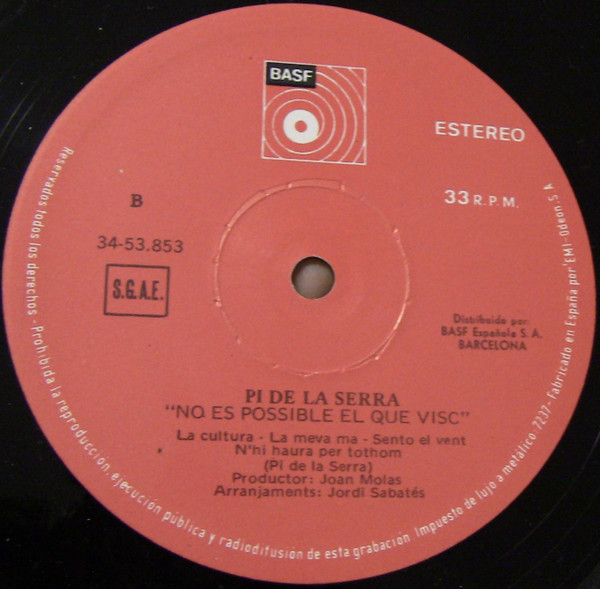 BASF
ESTEREO
B
33 R.P.M.
34-53.853
S.G.A.E.
Distribuido por:
BASF Española S. A.
BARCELONA
PI DE LA SERRA
"NO ES POSSIBLE EL QUE VISC"
La cultura - La meva ma - Sento el vent
N'hi haura per tothom
(Pi de la Serra)
Productor: Joan Molas
Arranjaments: Jordi Sabatés
Reservados todos los derechos - Prohibida la reproducción, ejecución pública y radiodifusión de esta grabación. Impuesto de lujo a metálico: 7237 - Fabricado en España por "EMI"-Odeon, S. A.